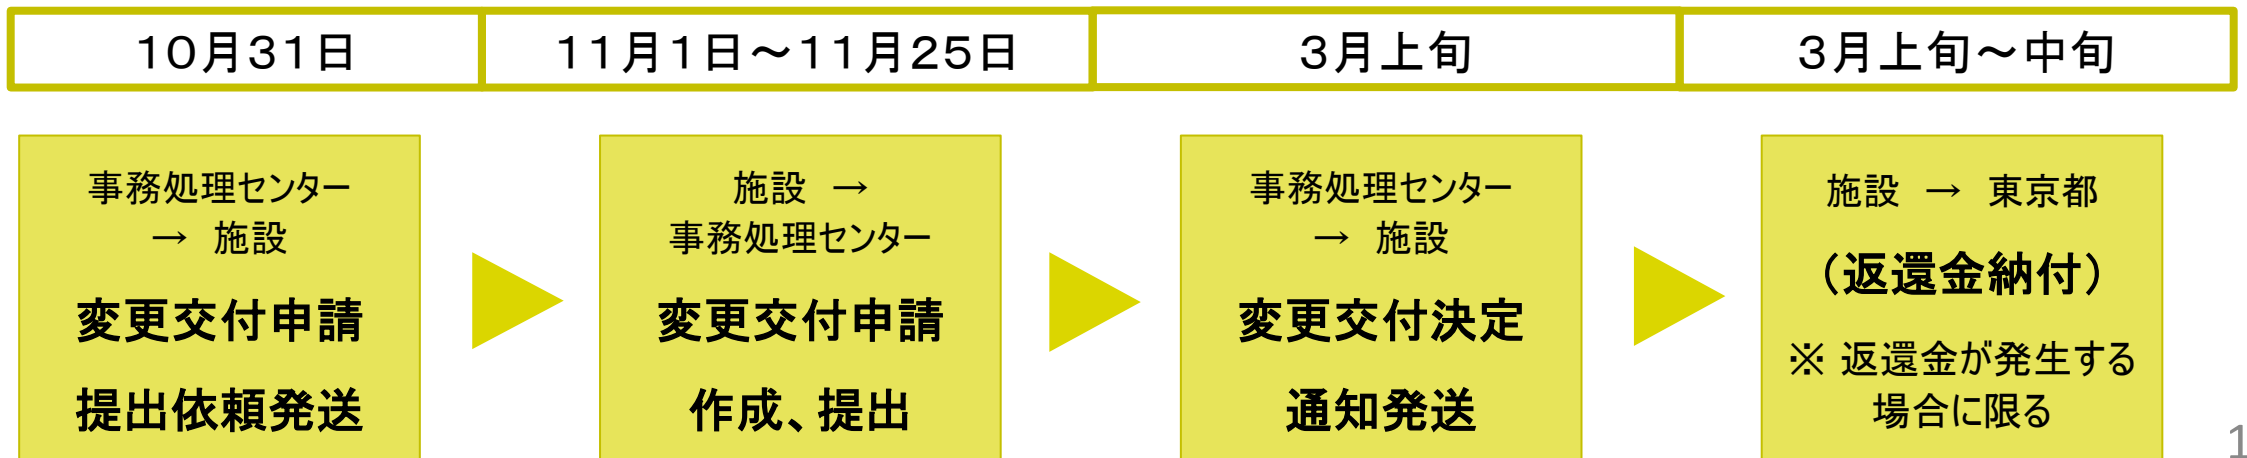 10月31日
11月1日～11月25日
3月上旬
3月上旬～中旬
事務処理センター
→ 施設
変更交付申請
提出依頼発送
施設 →
事務処理センター
変更交付申請
作成、提出
事務処理センター
→ 施設
変更交付決定
通知発送
施設 → 東京都
（返還金納付）
※ 返還金が発生する
場合に限る